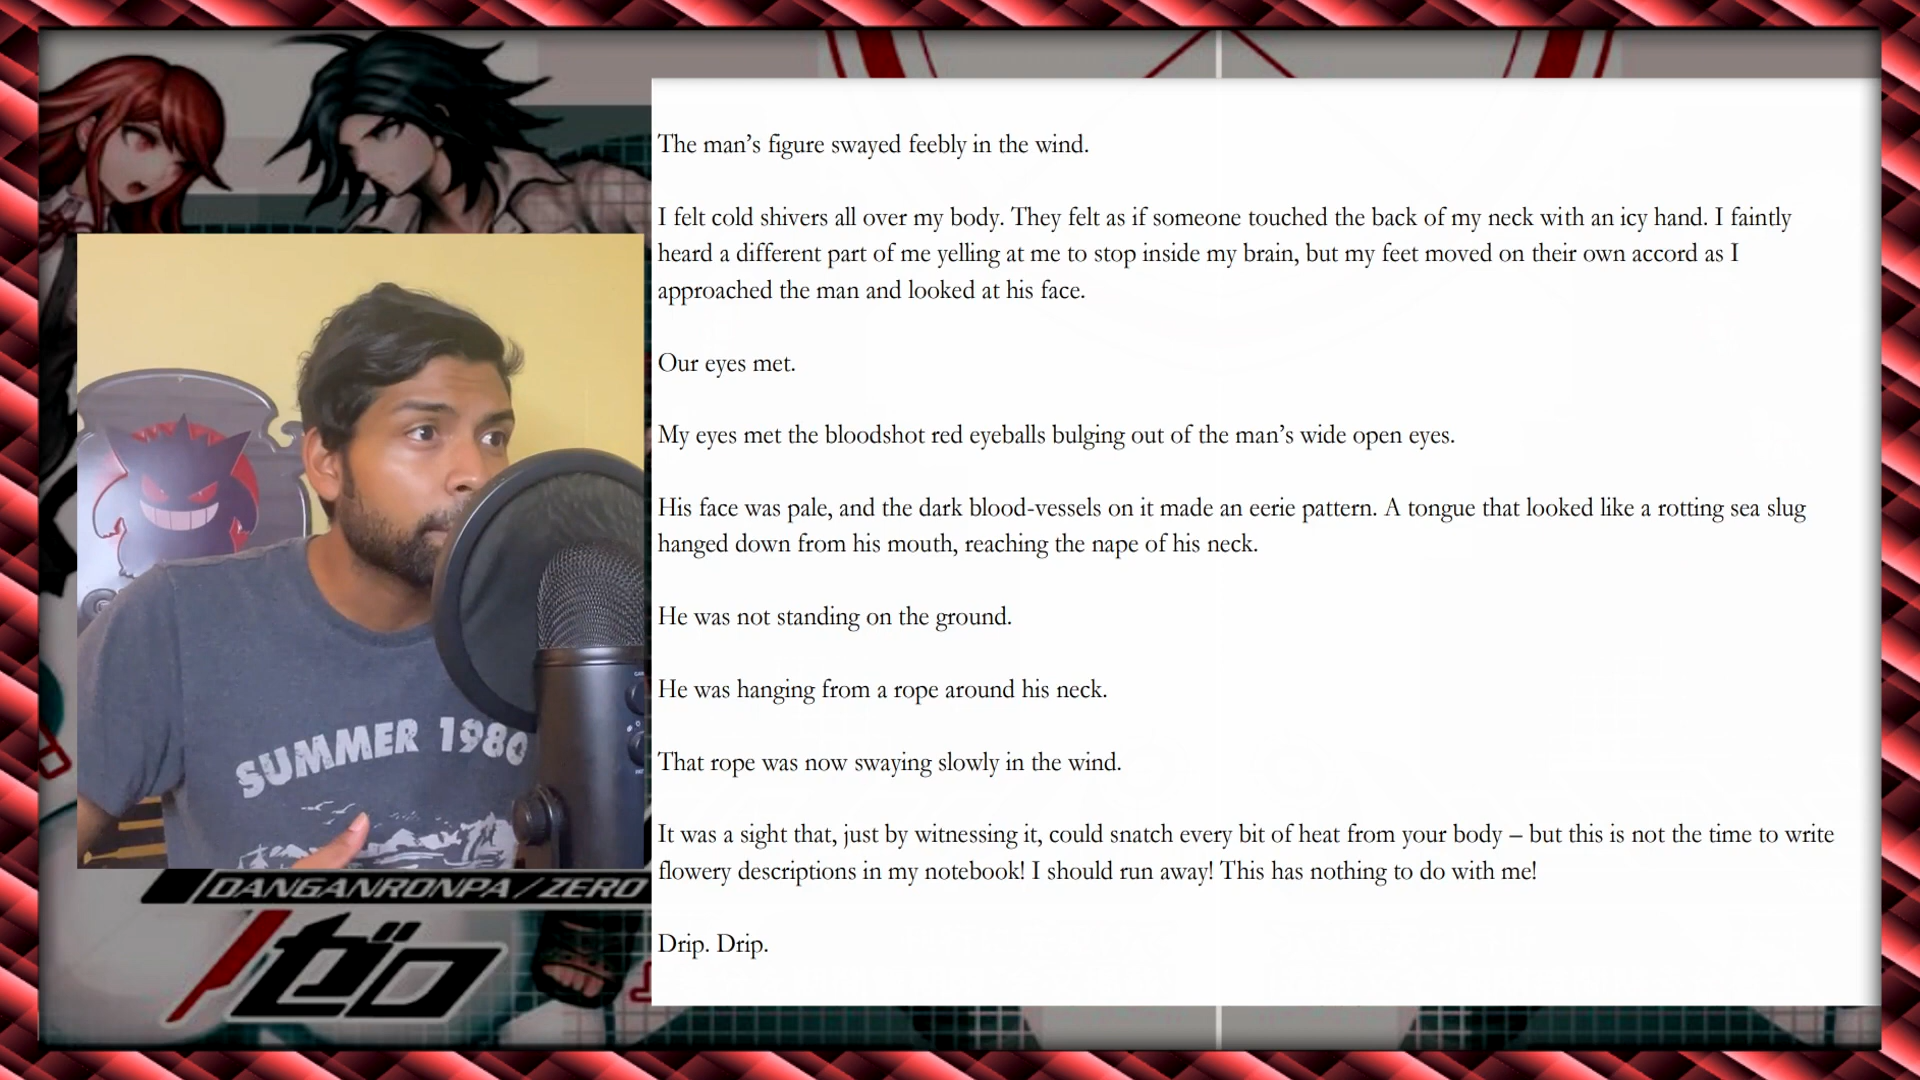 The man’s figure swayed feebly in the wind.
I felt cold shivers all over my body. They felt as if someone touched the back of my neck with an icy hand. I faintly
heard a different part of me yelling at me to stop inside my brain, but my feet moved on their own accord as I
approached the man and looked at his face.
Our eyes met.
My eyes met the bloodshot red eyeballs bulging out of the man’s wide open eyes.
His face was pale, and the dark blood-vessels on it made an eerie pattern. A tongue that looked like a rotting sea slug
hanged down from his mouth, reaching the nape of his neck.
He was not standing on the ground.
He was hanging from a rope around his neck.
That rope was now swaying slowly in the wind.
It was a sight that, just by witnessing it, could snatch every bit of heat from your body – but this is not the time to write
flowery descriptions in my notebook! I should run away! This has nothing to do with me!
Drip. Drip.
SUMMER 1980
DANGANRONPA/ZERO
/ゼロ